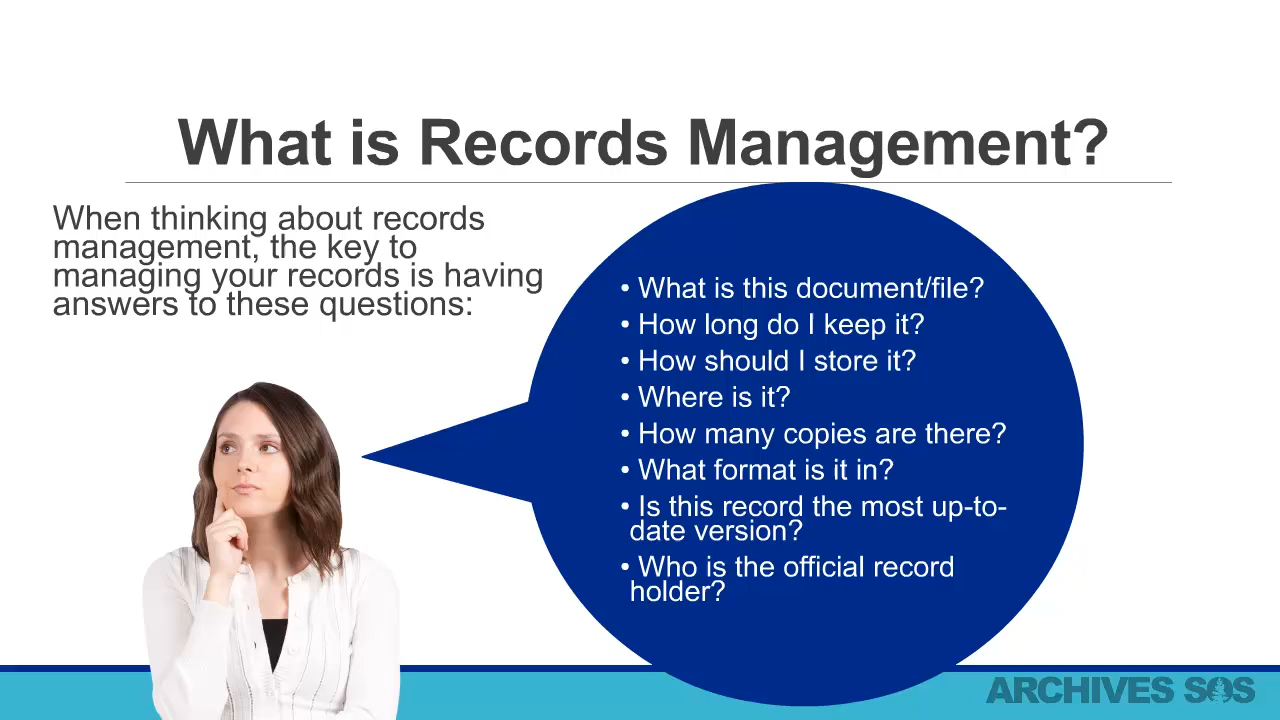 What is Records Management?
When thinking about records
management, the key to
managing your records is having
answers to these questions:
• What is this document/file?
• How long do I keep it?
• How should I store it?
• Where is it?
• How many copies are there?
• What format is it in?
• Is this record the most up-to-
date version?
• Who is the official record
holder?
ARCHIVES SOS